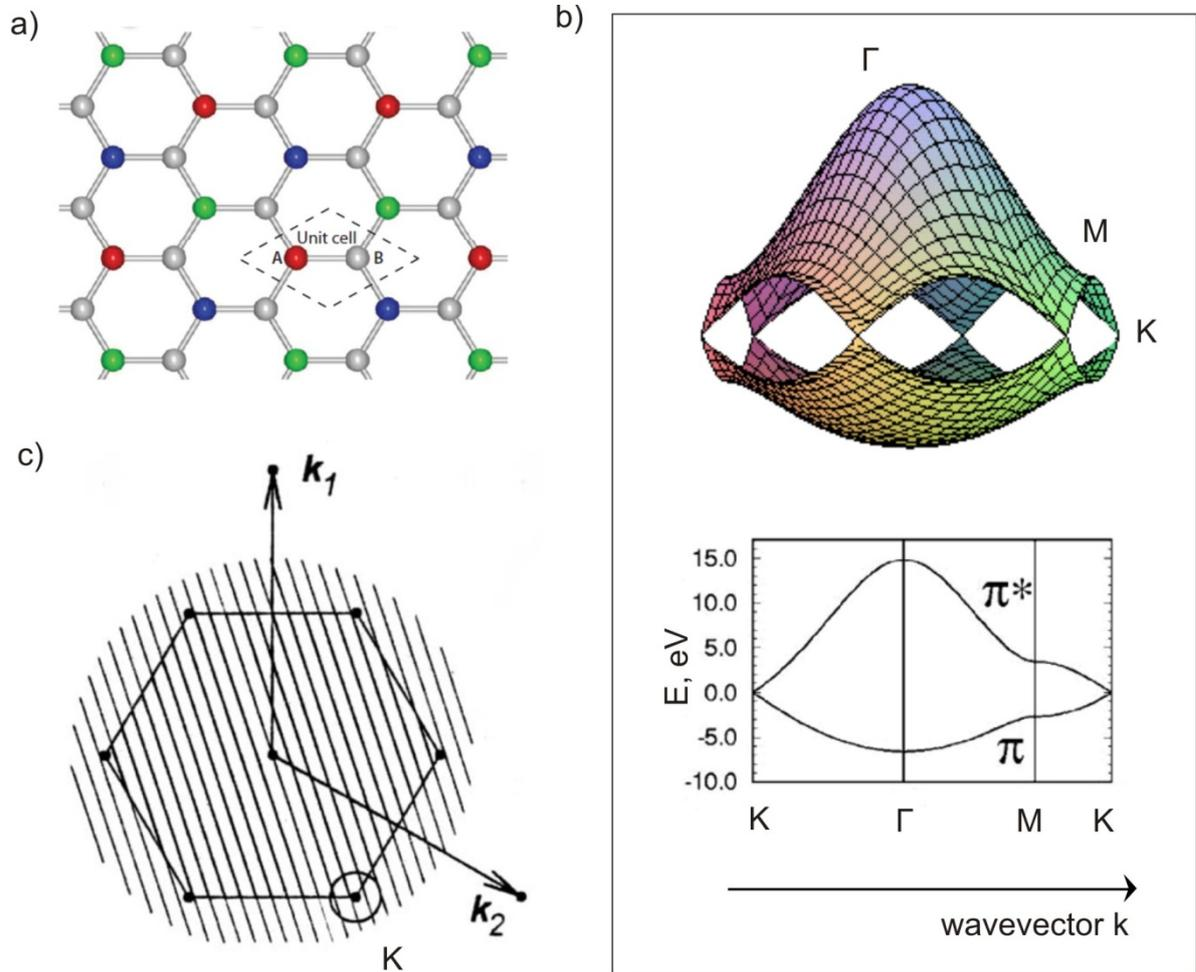 a)
Unit cell
A
B
b)
Γ
M
K
c)
k1
k2
K
15.0
10.0
5.0
0.0
-5.0
-10.0
E, eV
π*
π
K Γ M K
wavevector k